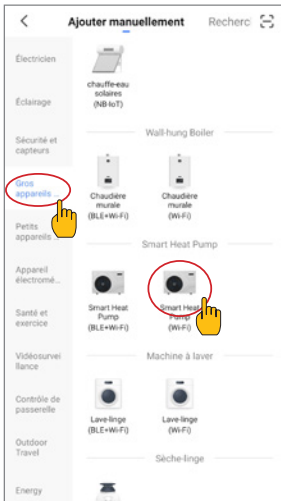 Ajouter manuellement
Recherc
Électricien
Éclairage
Sécurité et
capteurs
Gros
appareils ...
Petits
appareils ...
Appareil
électromé...
Santé et
exercice
Vidéosurvei
llance
Contrôle de
passerelle
Outdoor
Travel
Energy
chauffe-eau
solaires
(NB-IoT)
Wall-hung Boiler
Chaudière
murale
(BLE+Wi-Fi)
Chaudière
murale
(Wi-Fi)
Smart Heat Pump
Smart Heat
Pump
(BLE+Wi-Fi)
Smart Heat
Pump
(Wi-Fi)
Machine à laver
Lave-linge
(BLE+Wi-Fi)
Lave-linge
(Wi-Fi)
Sèche-linge